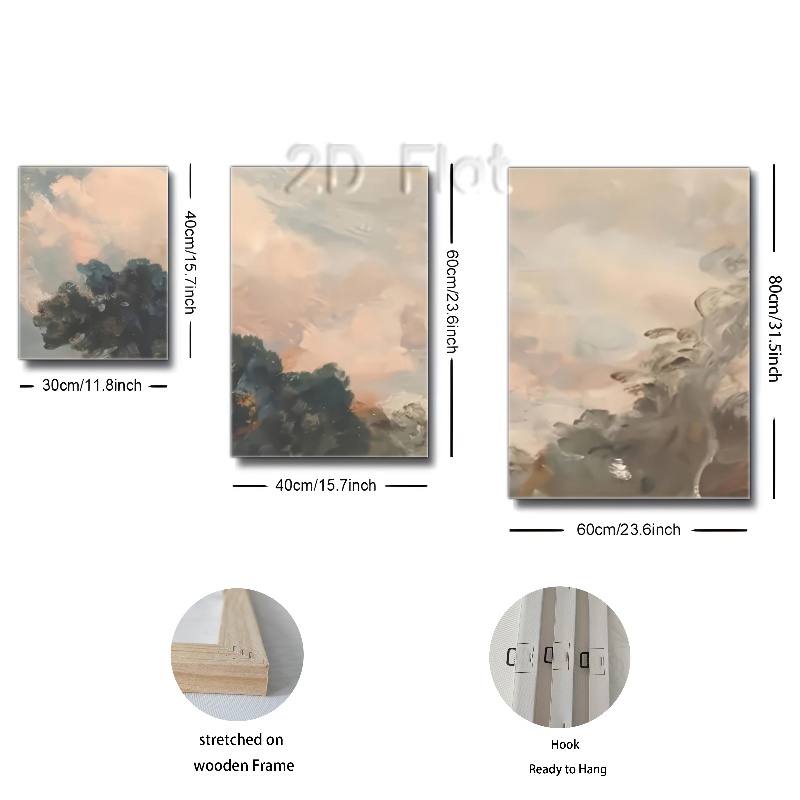 2D Flat
40cm/15.7inch
30cm/11.8inch
60cm/23.6inch
40cm/15.7inch
80cm/31.5inch
60cm/23.6inch
stretched on
wooden Frame
Hook
Ready to Hang